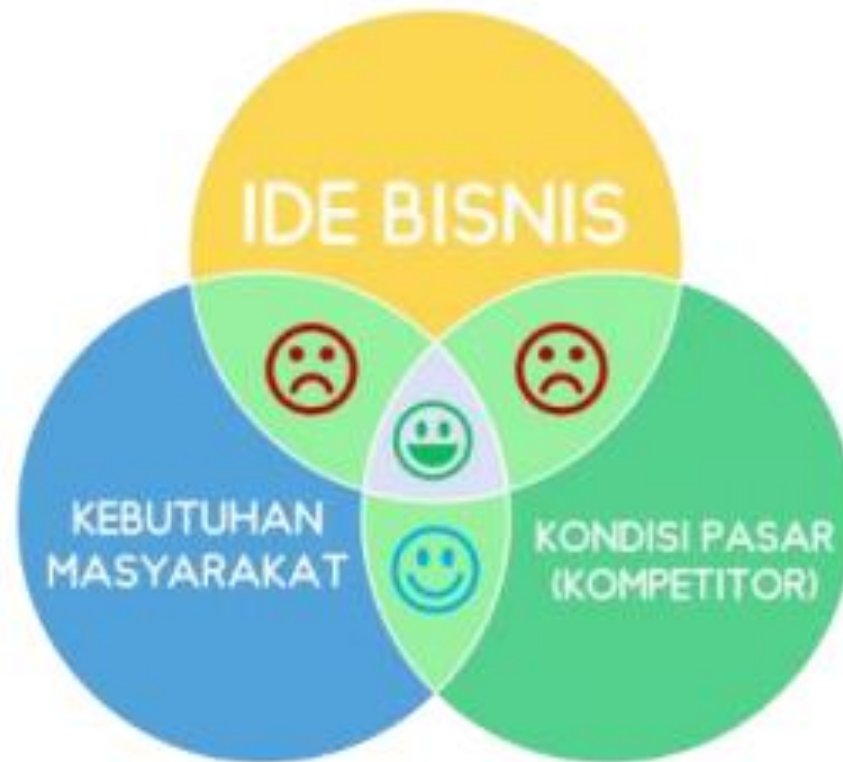 IDE BISNIS
KEBUTUHAN
MASYARAKAT
KONDISI PASAR
(KOMPETITOR)